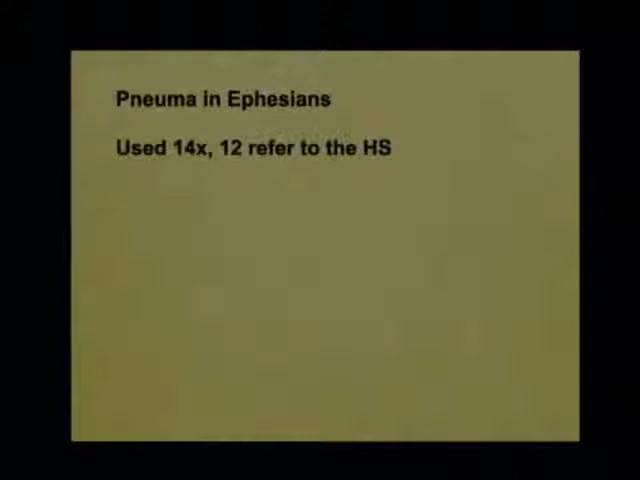 Pneuma in Ephesians
Used 14x, 12 refer to the HS